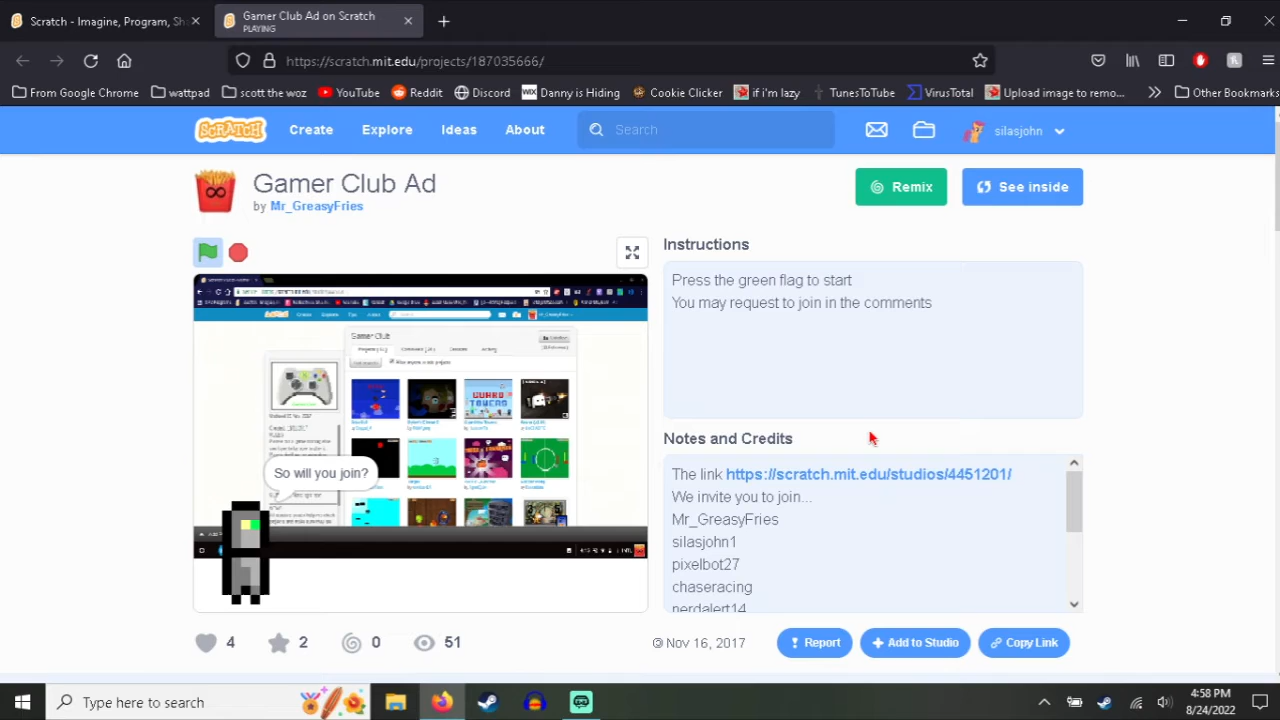 Scratch - Imagine, Program, Sh
Gamer Club Ad on Scratch
PLAYING
https://scratch.mit.edu/projects/187035666/
From Google Chrome
wattpad
scott the woz
YouTube
Reddit
Discord
WIX
Danny is Hiding
Cookie Clicker
if i'm lazy
TunesToTube
VirusTotal
Upload image to remo...
Other Bookmarks
SCRATCH
Create
Explore
Ideas
About
Search
silasjohn
Gamer Club Ad
by Mr_GreasyFries
Remix
See inside
Instructions
Press the green flag to start
You may request to join in the comments
Gamer Club
So will you join?
Notes and Credits
The link https://scratch.mit.edu/studios/4451201/
We invite you to join...
Mr_GreasyFries
silasjohn1
pixelbot27
chaseracing
nerdalert14
4
2
0
51
© Nov 16, 2017
Report
Add to Studio
Copy Link
Type here to search
4:58 PM
8/24/2022